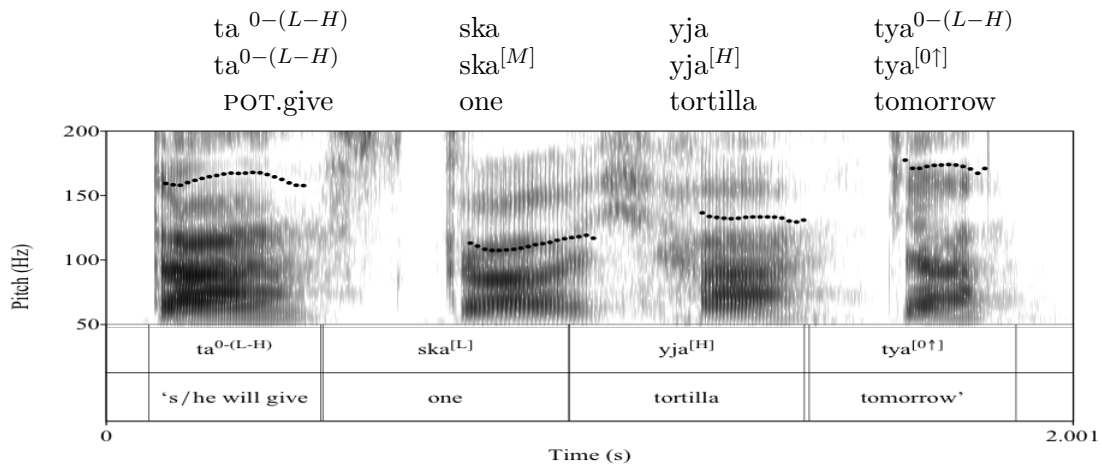 ta ⁰⁻⁽ᴸ⁻ᴴ⁾ ska yja tya⁰⁻⁽ᴸ⁻ᴴ⁾
ta⁰⁻⁽ᴸ⁻ᴴ⁾ ska[M] yja[H] tya[0↑]
POT.give one tortilla tomorrow
200
150
100
50
Pitch (Hz)
ta⁰⁻⁽ᴸ⁻ᴴ⁾ ska[L] yja[H] tya[0↑]
‘s/he will give one tortilla tomorrow’
0 2.001
Time (s)